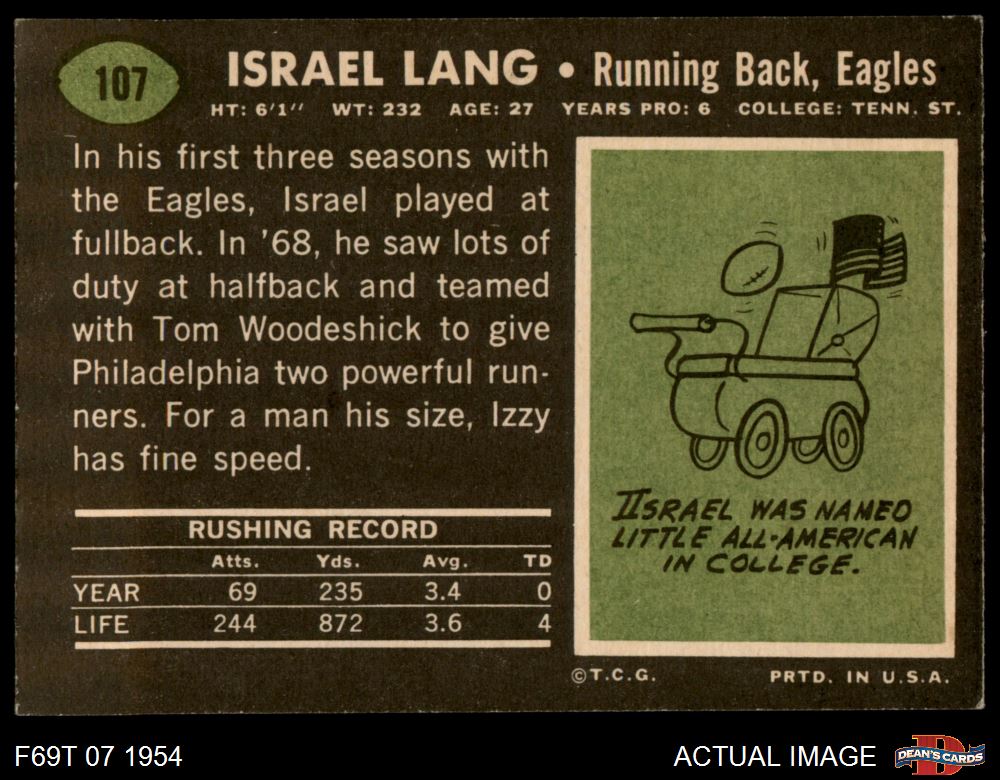 107
ISRAEL LANG • Running Back, Eagles
HT: 6'1" WT: 232 AGE: 27 YEARS PRO: 6 COLLEGE: TENN. ST.
In his first three seasons with
the Eagles, Israel played at
fullback. In '68, he saw lots of
duty at halfback and teamed
with Tom Woodeshick to give
Philadelphia two powerful run-
ners. For a man his size, Izzy
has fine speed.
RUSHING RECORD
Atts. Yds. Avg. TD
YEAR 69 235 3.4 0
LIFE 244 872 3.6 4
ISRAEL WAS NAMED
LITTLE ALL-AMERICAN
IN COLLEGE.
©T.C.G. PRTD. IN U.S.A.
F69T 07 1954
ACTUAL IMAGE
D
DEAN'S CARDS